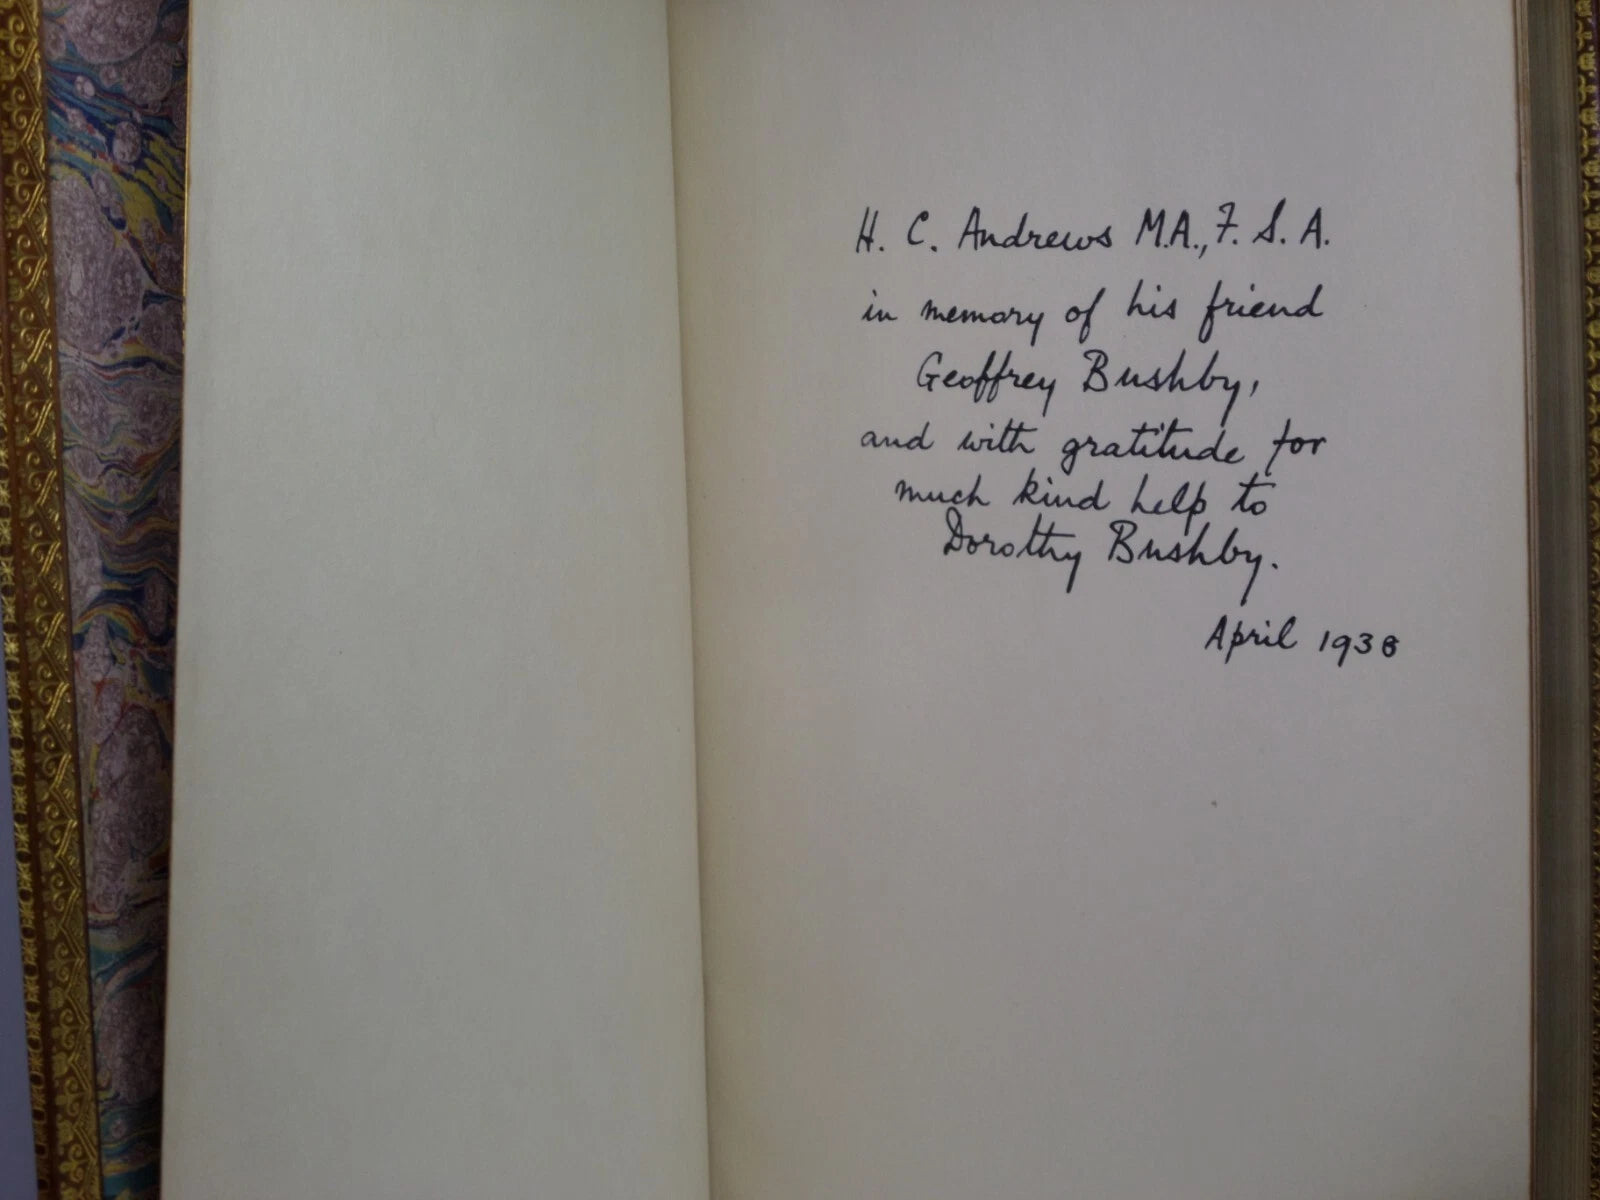 H. C. Andrews M.A., F. S. A.
in memory of his friend
Geoffrey Bushby,
and with gratitude for
much kind help to
Dorothy Bushby.
April 1938